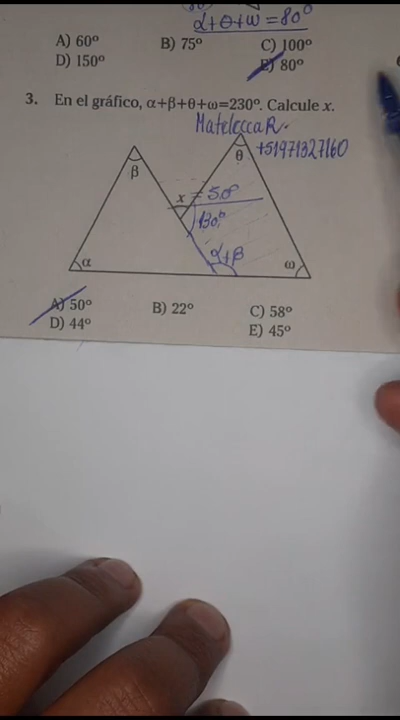 α+θ+ω=80°
A) 60° B) 75° C) 100°
D) 150° E) 80°
3. En el gráfico, α+β+θ+ω=230°. Calcule x.
+51971327160
θ
β
x = 50°
130°
α+β
α
ω
A) 50° B) 22° C) 58°
D) 44° E) 45°